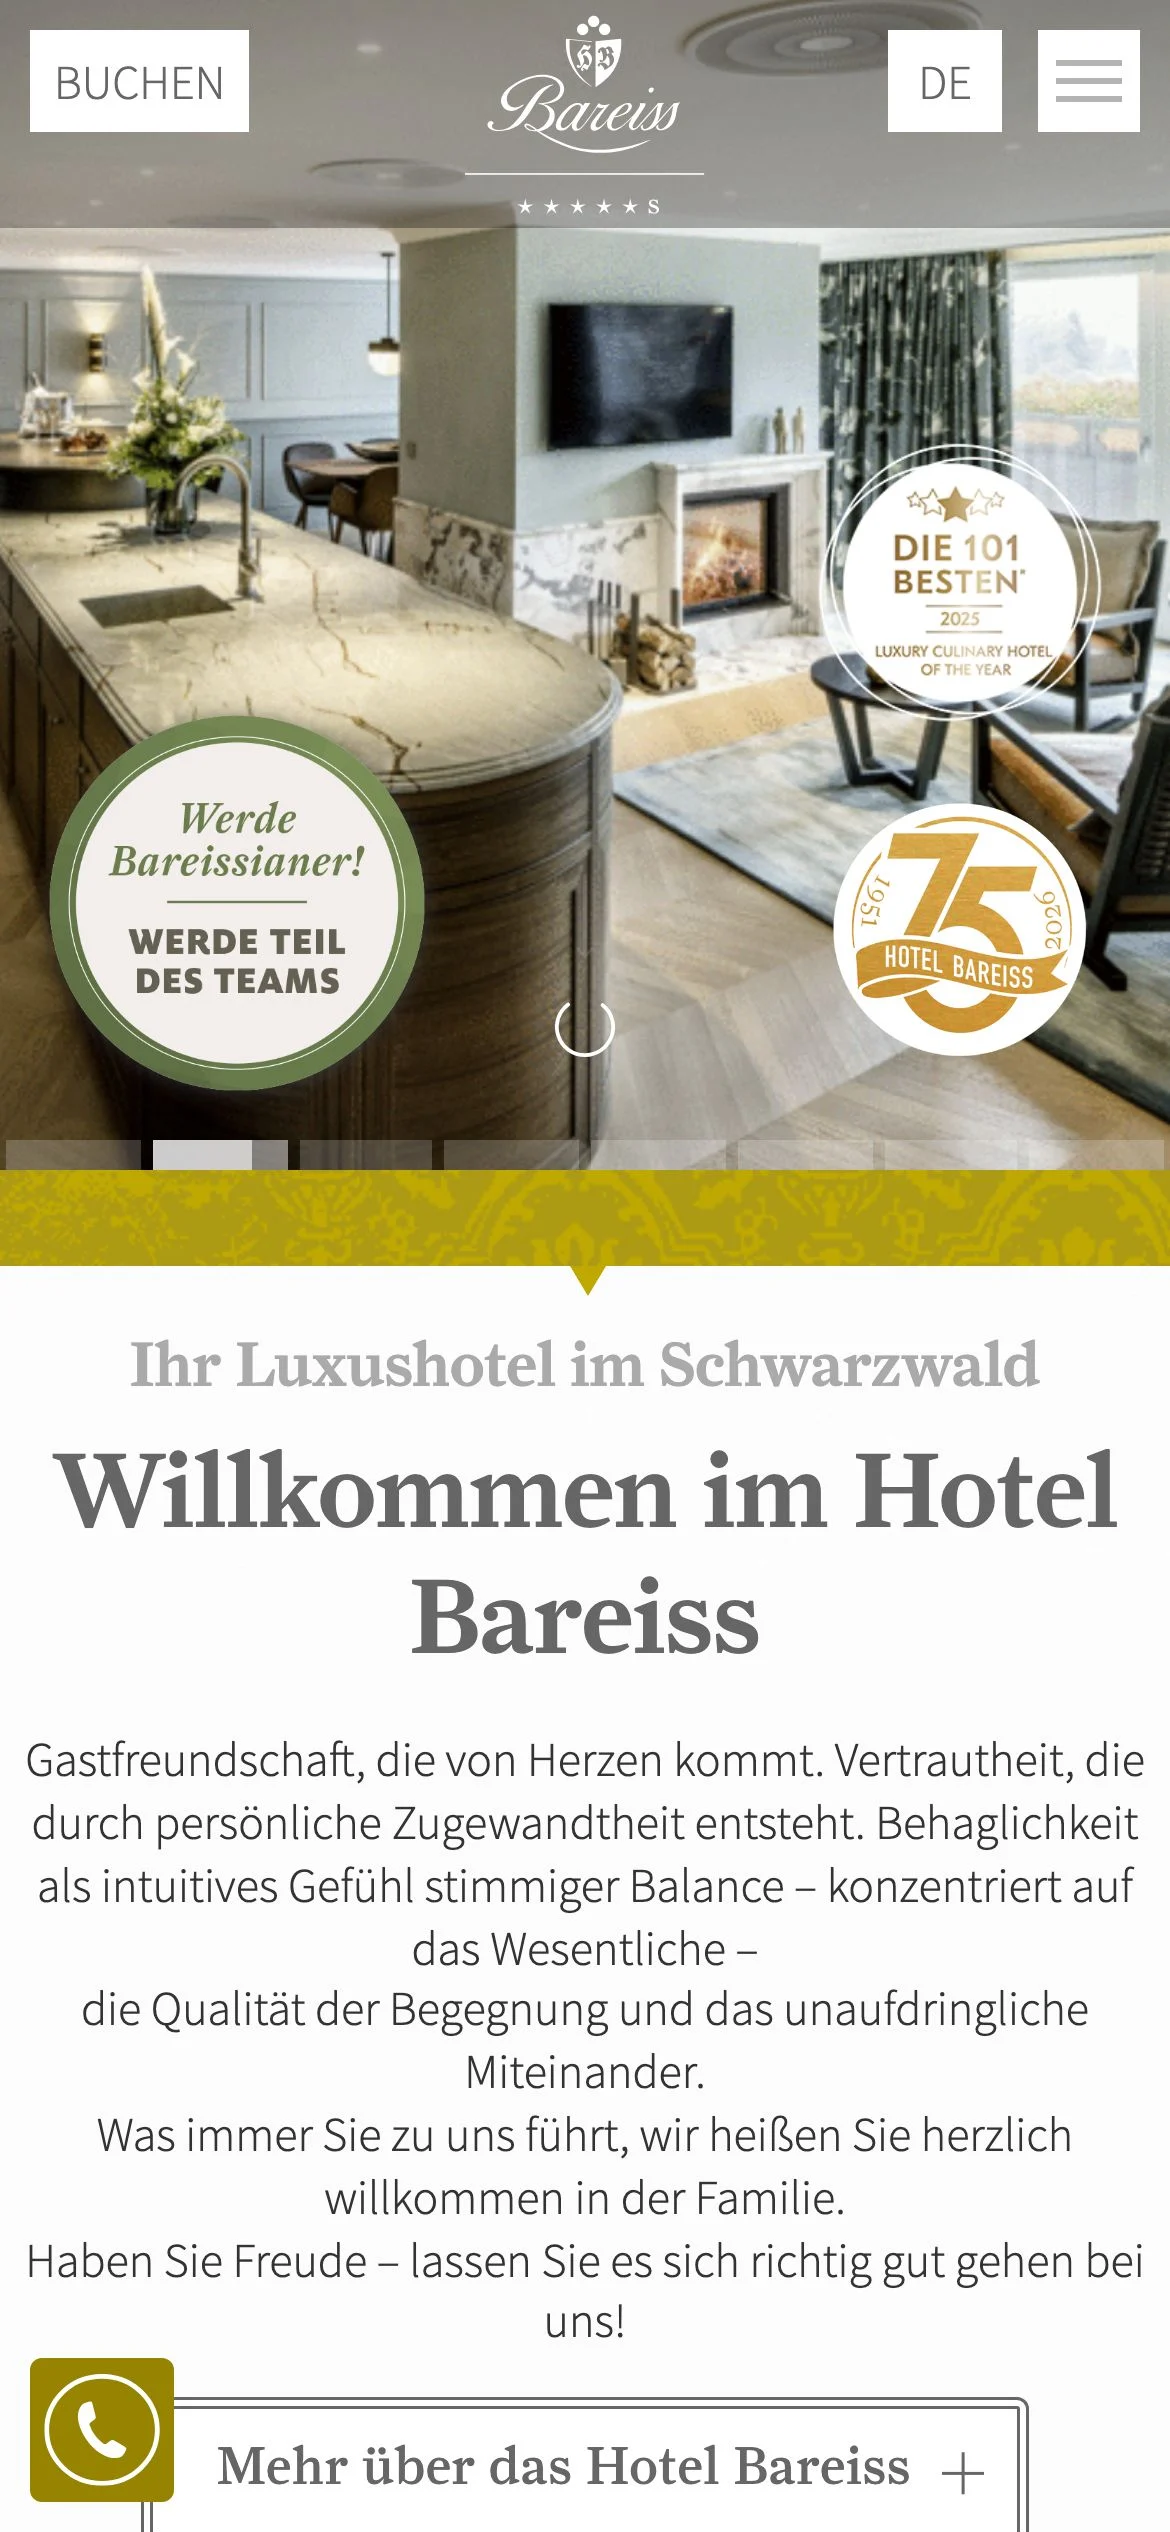 BUCHEN
HB
Bareiss
★★★★★S
DE
DIE 101
BESTEN®
2025
LUXURY CULINARY HOTEL
OF THE YEAR
Werde
Bareissianer!
WERDE TEIL
DES TEAMS
75
1951
2026
HOTEL BAREISS
Ihr Luxushotel im Schwarzwald
Willkommen im Hotel
Bareiss
Gastfreundschaft, die von Herzen kommt. Vertrautheit, die
durch persönliche Zugewandtheit entsteht. Behaglichkeit
als intuitives Gefühl stimmiger Balance – konzentriert auf
das Wesentliche –
die Qualität der Begegnung und das unaufdringliche
Miteinander.
Was immer Sie zu uns führt, wir heißen Sie herzlich
willkommen in der Familie.
Haben Sie Freude – lassen Sie es sich richtig gut gehen bei
uns!
Mehr über das Hotel Bareiss +